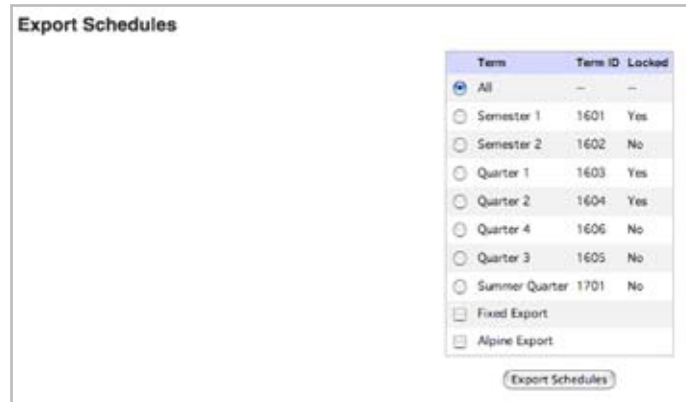 Export Schedules
Term Term ID Locked
All -- --
Semester 1 1601 Yes
Semester 2 1602 No
Quarter 1 1603 Yes
Quarter 2 1604 Yes
Quarter 4 1606 No
Quarter 3 1605 No
Summer Quarter 1701 No
Fixed Export
Alpine Export
Export Schedules